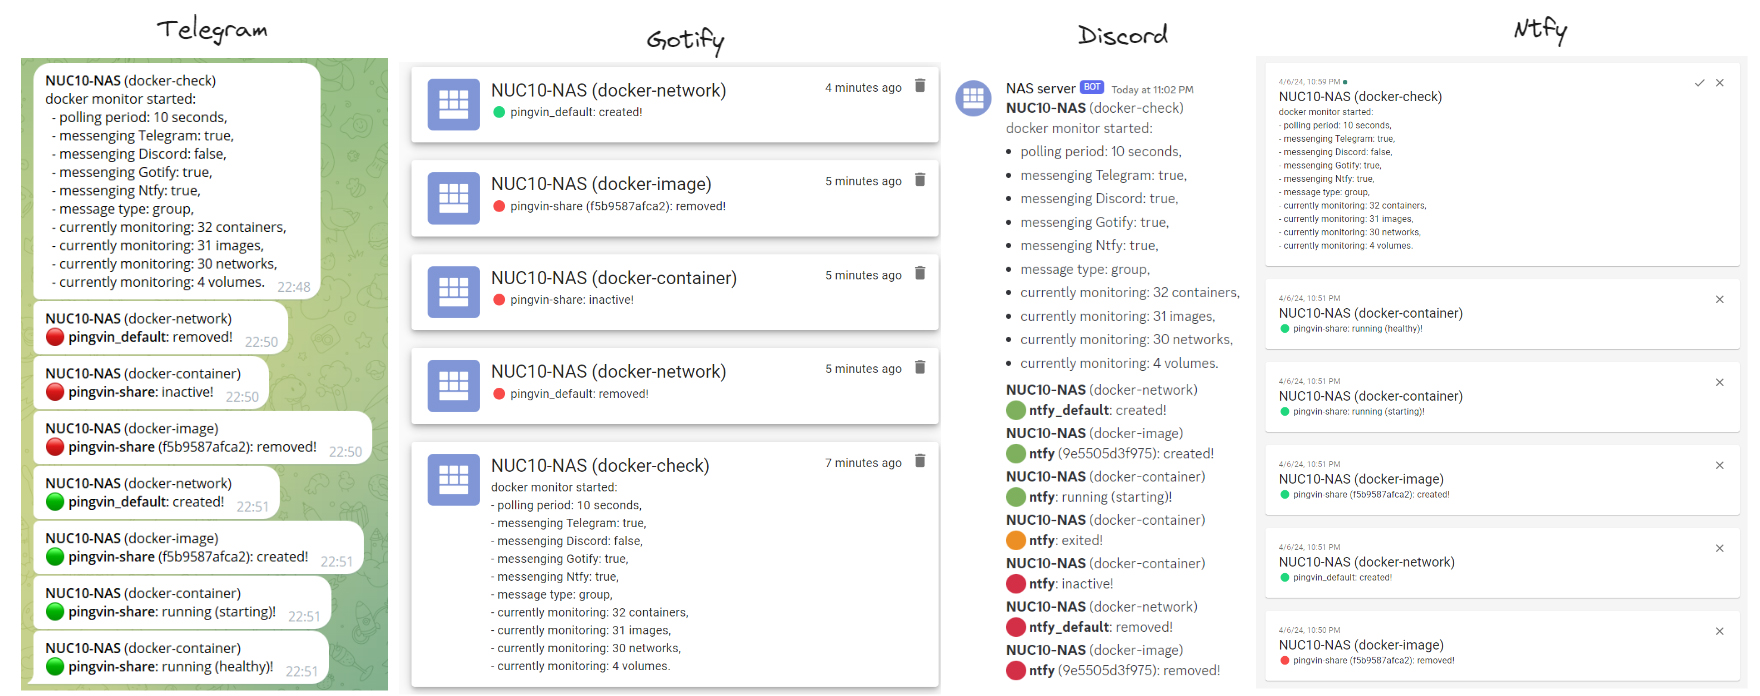 Telegram
NUC10-NAS (docker-check)
docker monitor started:
- polling period: 10 seconds,
- messenging Telegram: true,
- messenging Discord: false,
- messenging Gotify: true,
- messenging Ntfy: true,
- message type: group,
- currently monitoring: 32 containers,
- currently monitoring: 31 images,
- currently monitoring: 30 networks,
- currently monitoring: 4 volumes. 22:48
NUC10-NAS (docker-network)
pingvin_default: removed! 22:50
NUC10-NAS (docker-container)
pingvin-share: inactive! 22:50
NUC10-NAS (docker-image)
pingvin-share (f5b9587afca2): removed! 22:50
NUC10-NAS (docker-network)
pingvin_default: created! 22:51
NUC10-NAS (docker-image)
pingvin-share (f5b9587afca2): created! 22:51
NUC10-NAS (docker-container)
pingvin-share: running (starting)! 22:51
NUC10-NAS (docker-container)
pingvin-share: running (healthy)! 22:51
Gotify
NUC10-NAS (docker-network) 4 minutes ago
pingvin_default: created!
NUC10-NAS (docker-image) 5 minutes ago
pingvin-share (f5b9587afca2): removed!
NUC10-NAS (docker-container) 5 minutes ago
pingvin-share: inactive!
NUC10-NAS (docker-network) 5 minutes ago
pingvin_default: removed!
NUC10-NAS (docker-check) 7 minutes ago
docker monitor started:
- polling period: 10 seconds,
- messenging Telegram: true,
- messenging Discord: false,
- messenging Gotify: true,
- messenging Ntfy: true,
- message type: group,
- currently monitoring: 32 containers,
- currently monitoring: 31 images,
- currently monitoring: 30 networks,
- currently monitoring: 4 volumes.
Discord
NAS server BOT Today at 11:02 PM
NUC10-NAS (docker-check)
docker monitor started:
• polling period: 10 seconds,
• messenging Telegram: true,
• messenging Discord: true,
• messenging Gotify: true,
• messenging Ntfy: true,
• message type: group,
• currently monitoring: 32 containers,
• currently monitoring: 31 images,
• currently monitoring: 30 networks,
• currently monitoring: 4 volumes.
NUC10-NAS (docker-network)
ntfy_default: created!
NUC10-NAS (docker-image)
ntfy (9e5505d3f975): created!
NUC10-NAS (docker-container)
ntfy: running (starting)!
NUC10-NAS (docker-container)
ntfy: exited!
NUC10-NAS (docker-container)
ntfy: inactive!
NUC10-NAS (docker-network)
ntfy_default: removed!
NUC10-NAS (docker-image)
ntfy (9e5505d3f975): removed!
Ntfy
4/6/24, 10:59 PM
NUC10-NAS (docker-check)
docker monitor started:
- polling period: 10 seconds,
- messenging Telegram: true,
- messenging Discord: false,
- messenging Gotify: true,
- messenging Ntfy: true,
- message type: group,
- currently monitoring: 32 containers,
- currently monitoring: 31 images,
- currently monitoring: 30 networks,
- currently monitoring: 4 volumes.
4/6/24, 10:51 PM
NUC10-NAS (docker-container)
pingvin-share: running (healthy)!
4/6/24, 10:51 PM
NUC10-NAS (docker-container)
pingvin-share: running (starting)!
4/6/24, 10:51 PM
NUC10-NAS (docker-image)
pingvin-share (f5b9587afca2): created!
4/6/24, 10:51 PM
NUC10-NAS (docker-network)
pingvin_default: created!
4/6/24, 10:50 PM
NUC10-NAS (docker-image)
pingvin-share (f5b9587afca2): removed!